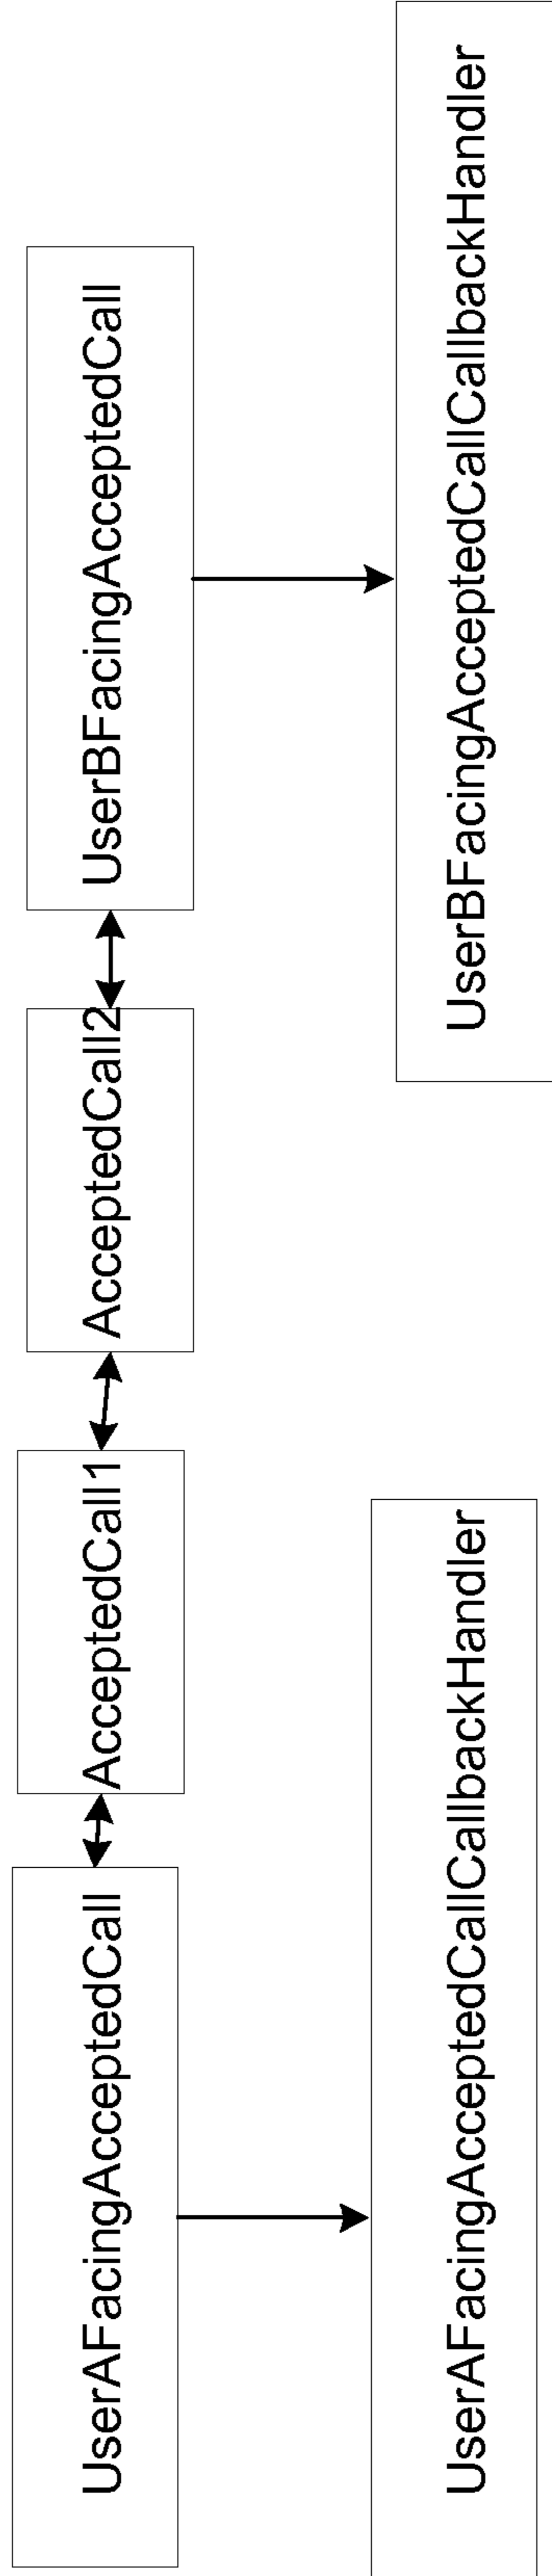 UserAFacingAcceptedCall
AcceptedCall1
AcceptedCall2
UserBFacingAcceptedCall
UserAFacingAcceptedCallCallbackHandler
UserBFacingAcceptedCallCallbackHandler